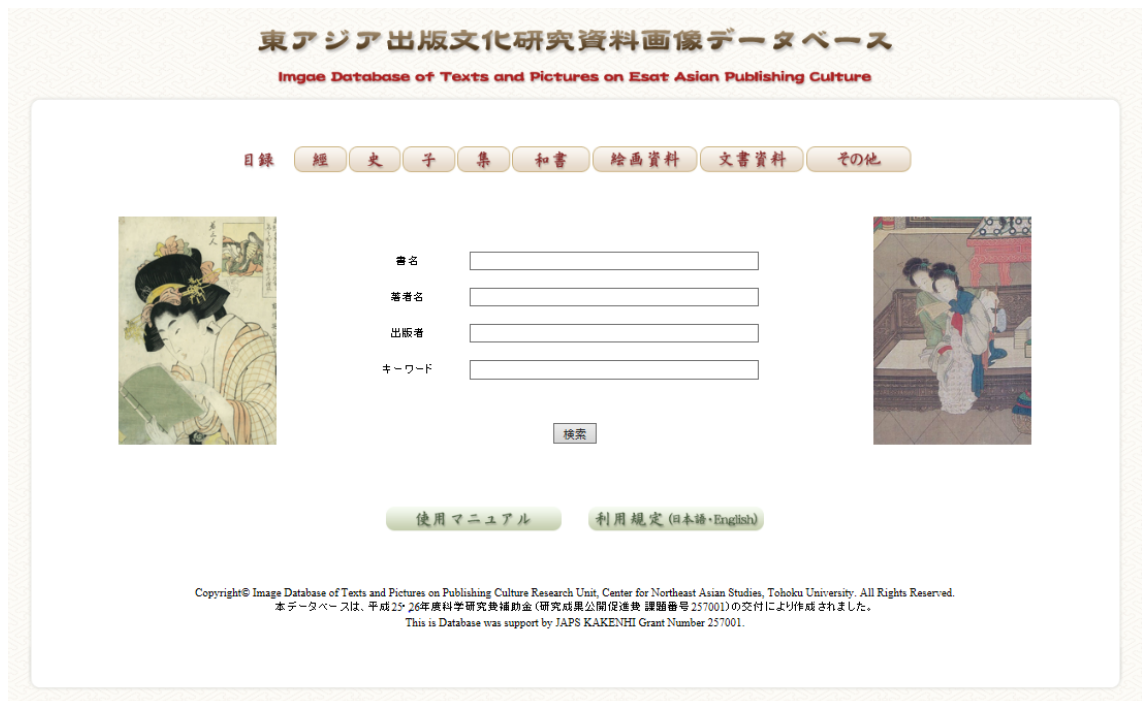 東アジア出版文化研究資料画像データベース
Imgae Database of Texts and Pictures on Esat Asian Publishing Culture
目録 經 史 子 集 和書 絵画資料 文書資料 その他
書名
著者名
出版者
キーワード
検索
使用マニュアル 利用規定 (日本語・English)
Copyright© Image Database of Texts and Pictures on Publishing Culture Research Unit, Center for Northeast Asian Studies, Tohoku University. All Rights Reserved.
本データベースは、平成25・26年度科学研究費補助金(研究成果公開促進費 課題番号257001)の交付により作成されました。
This is Database was support by JAPS KAKENHI Grant Number 257001.